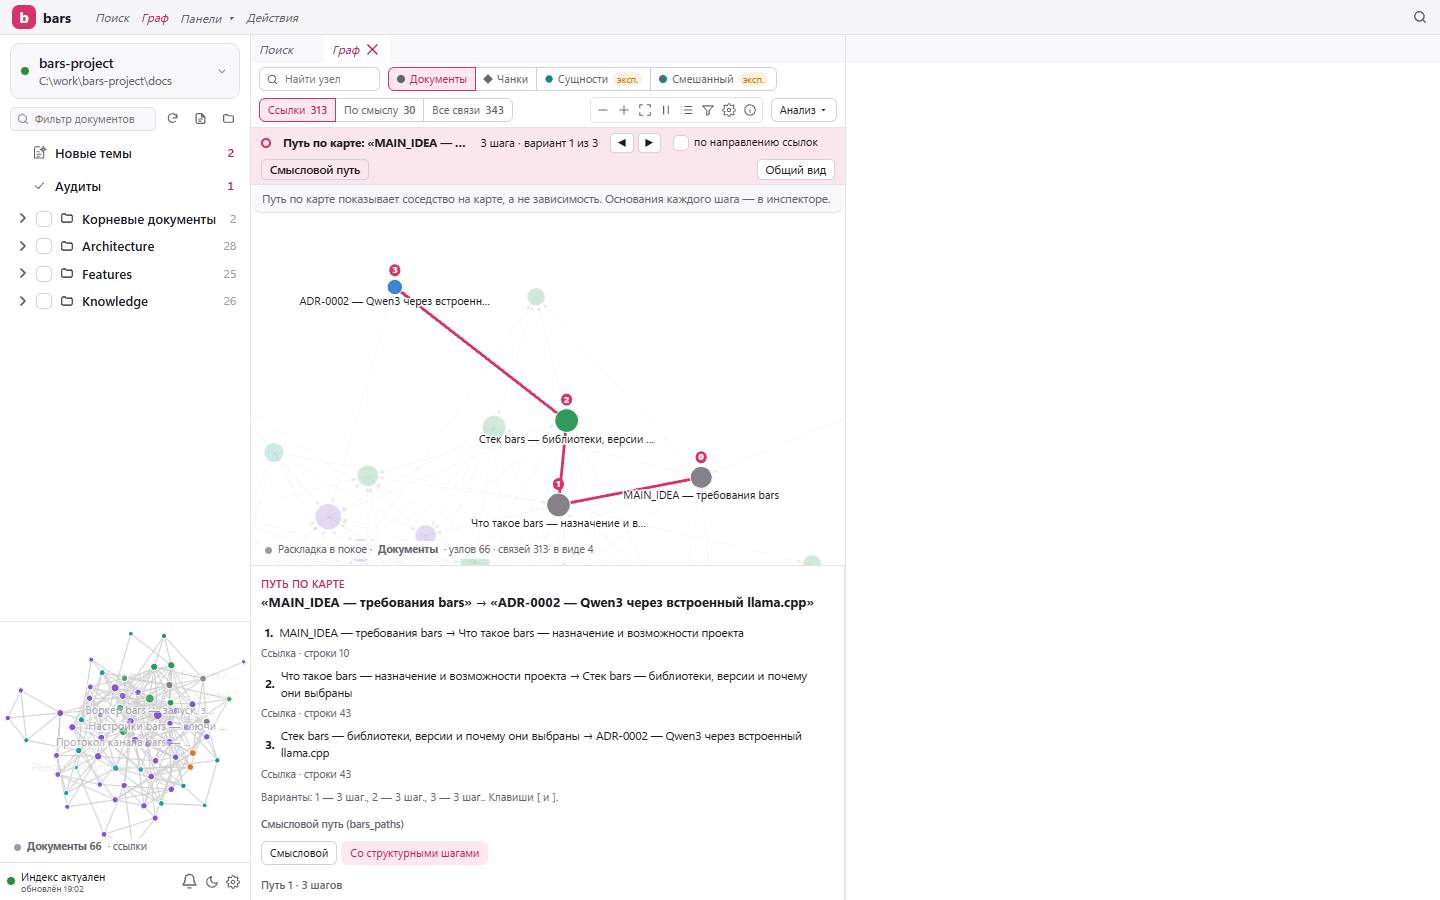 b bars Поиск Граф Панели Действия
bars-project
C:\work\bars-project\docs
Фильтр документов
Новые темы 2
Аудиты 1
Корневые документы 2
Architecture 28
Features 25
Knowledge 26
Воркер bars — запуск, з...
Настройки bars — ключи ...
Протокол канала bars — ...
Документы 66 · ссылки
Индекс актуален
обновлён 19:02
Поиск Граф
Найти узел Документы Чанки Сущности эксп. Смешанный эксп.
Ссылки 313 По смыслу 30 Все связи 343 Анализ
Путь по карте: «MAIN_IDEA — ... 3 шага · вариант 1 из 3 по направлению ссылок
Смысловой путь Общий вид
Путь по карте показывает соседство на карте, а не зависимость. Основания каждого шага — в инспекторе.
3
ADR-0002 — Qwen3 через встроенн...
2
Стек bars — библиотеки, версии ...
0
1
MAIN_IDEA — требования bars
Что такое bars — назначение и в...
Раскладка в покое · Документы · узлов 66 · связей 313 · в виде 4
ПУТЬ ПО КАРТЕ
«MAIN_IDEA — требования bars» → «ADR-0002 — Qwen3 через встроенный llama.cpp»
1. MAIN_IDEA — требования bars → Что такое bars — назначение и возможности проекта
Ссылка · строки 10
2. Что такое bars — назначение и возможности проекта → Стек bars — библиотеки, версии и почему
они выбраны
Ссылка · строки 43
3. Стек bars — библиотеки, версии и почему они выбраны → ADR-0002 — Qwen3 через встроенный
llama.cpp
Ссылка · строки 43
Варианты: 1 — 3 шаг., 2 — 3 шаг., 3 — 3 шаг.. Клавиши [ и ].
Смысловой путь (bars_paths)
Смысловой Со структурными шагами
Путь 1 · 3 шагов